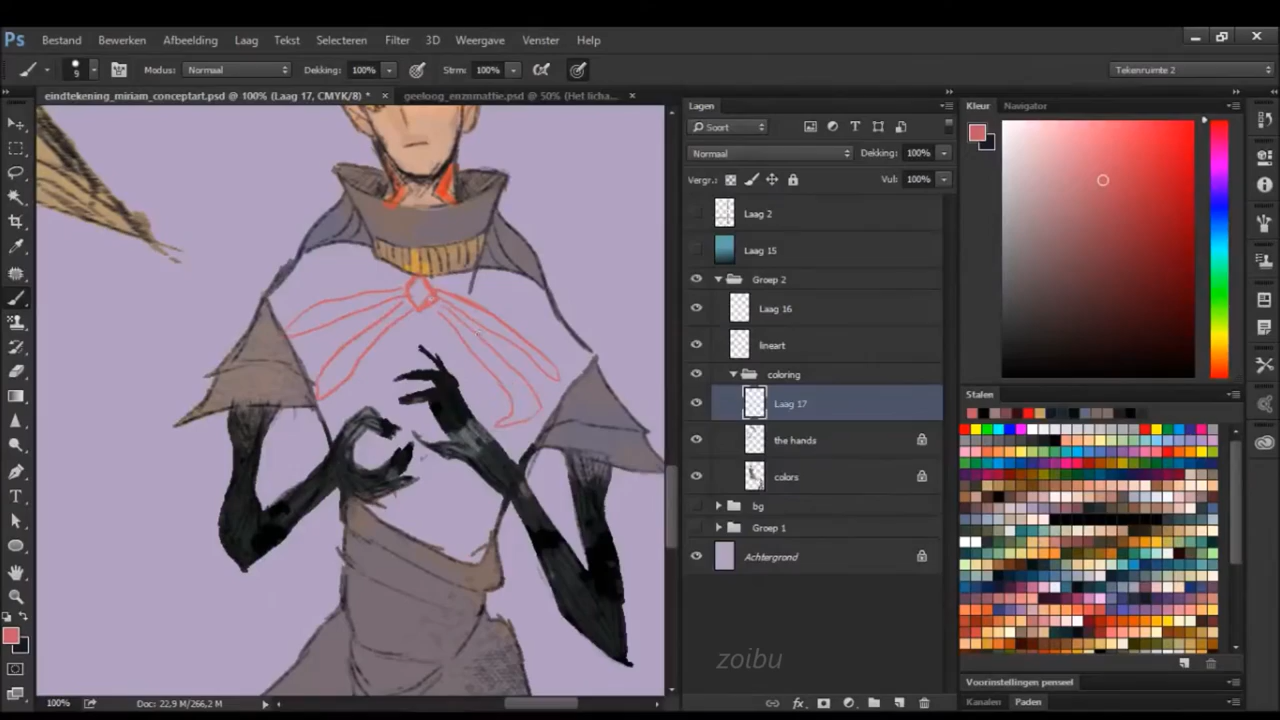 Ps Bestand Bewerken Afbeelding Laag Tekst Selecteren Filter 3D Weergave Venster Help
9 Modus: Normaal Dekking: 100% Strm: 100% Tekenruimte 2
eindtekening_miriam_conceptart.psd @ 100% (Laag 17, CMYK/8) * × geeloog_enznmattie.psd @ 50% (Het licha... ×
Lagen
Soort
Normaal Dekking: 100%
Vergr.: Vul: 100%
Laag 2
Laag 15
Groep 2
Laag 16
lineart
coloring
Laag 17
the hands
colors
bg
Groep 1
Achtergrond
zoibu
Kleur Navigator
Stalen
Voorinstellingen penseel
Kanalen Paden
100% Doc: 22,9 M/266,2 M